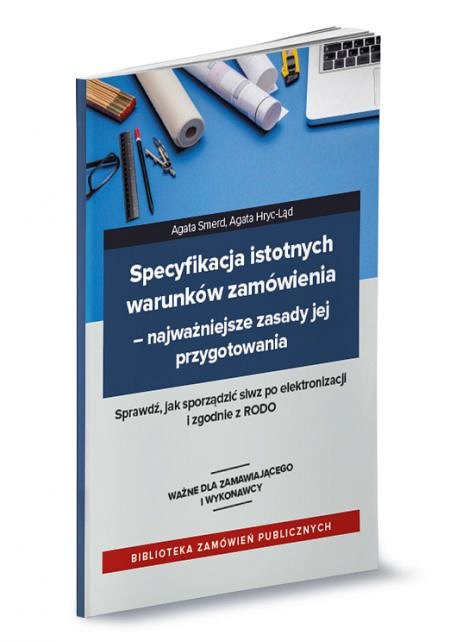 Agata Smerd, Agata Hryc-Ląd
Specyfikacja istotnych
warunków zamówienia
– najważniejsze zasady jej
przygotowania
Sprawdź, jak sporządzić siwz po elektronizacji
i zgodnie z RODO
WAŻNE DLA ZAMAWIAJĄCEGO
I WYKONAWCY
BIBLIOTEKA ZAMÓWIEŃ PUBLICZNYCH